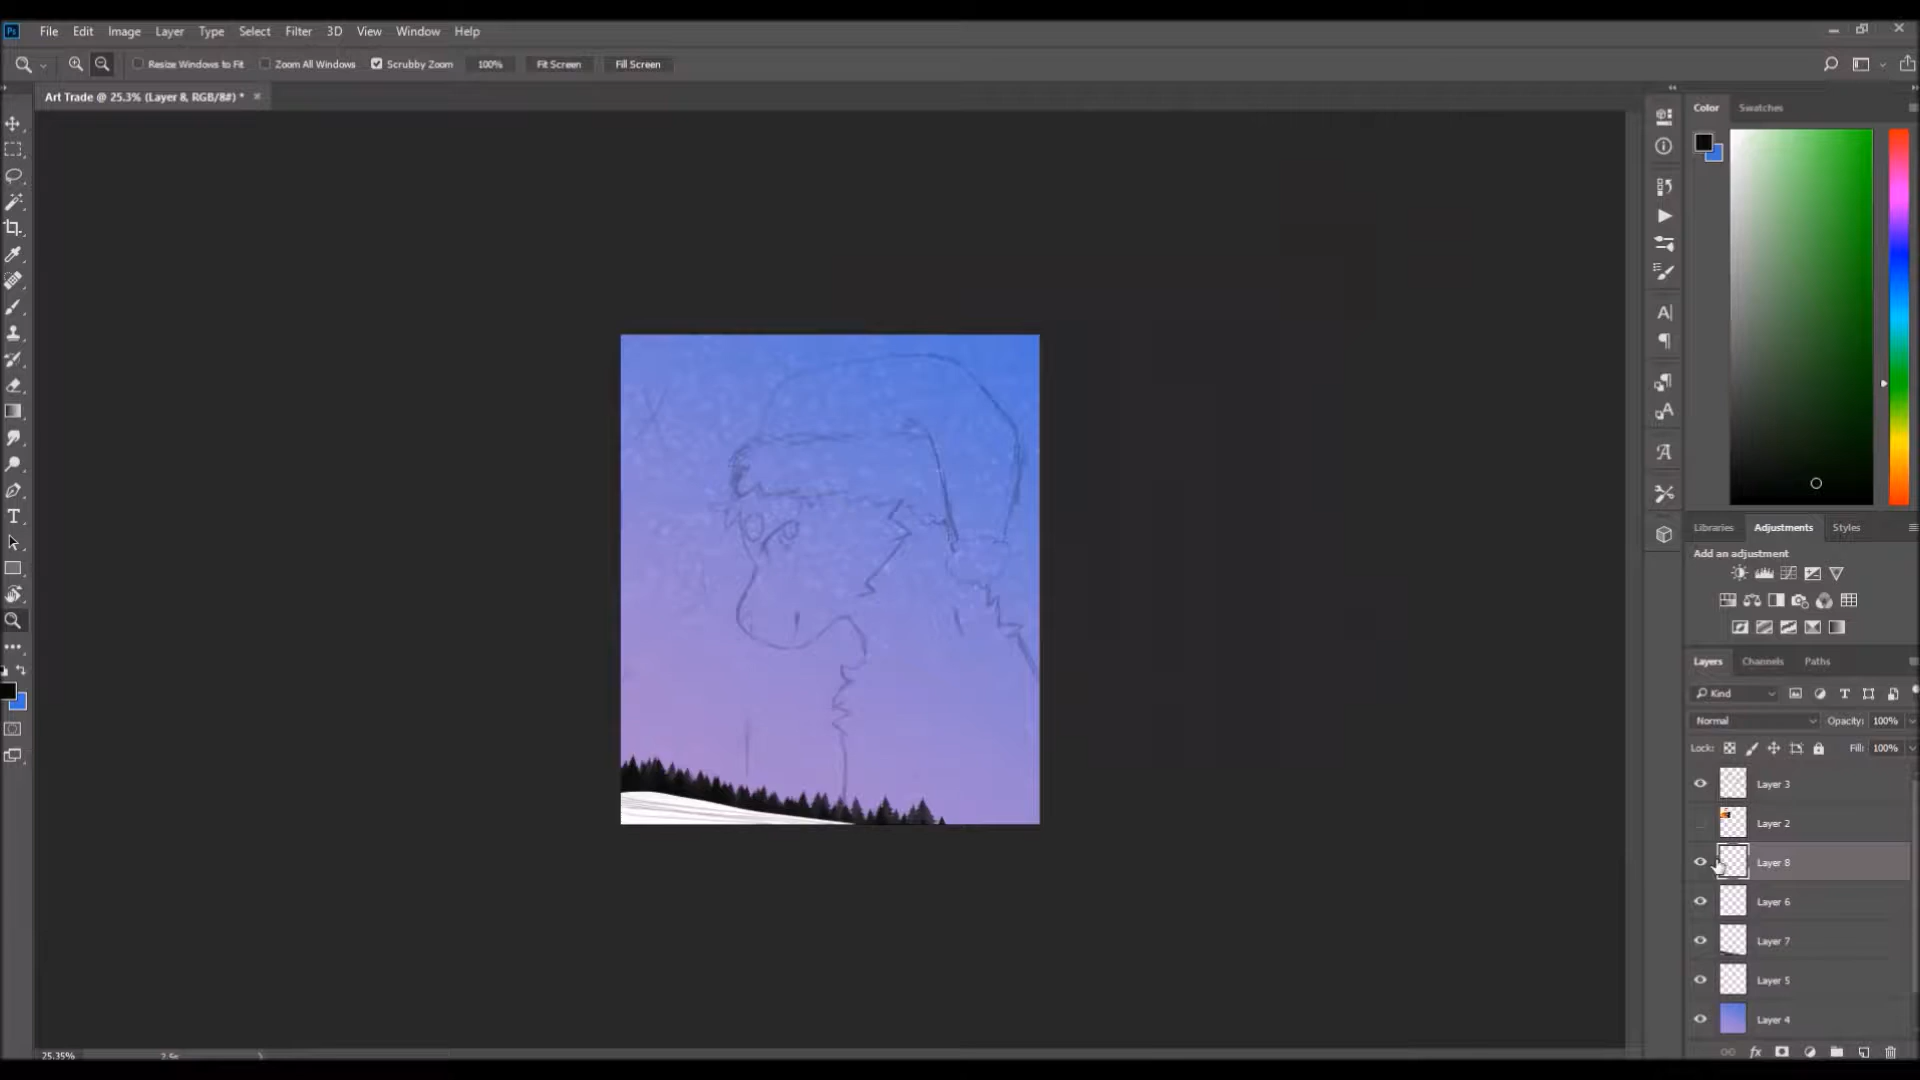 Ps File Edit Image Layer Type Select Filter 3D View Window Help
Resize Windows to Fit Zoom All Windows Scrubby Zoom 100% Fit Screen Fill Screen
Art Trade @ 25.3% (Layer 8, RGB/8#) * ×
Color Swatches
Libraries Adjustments Styles
Add an adjustment
Layers Channels Paths
Kind
Normal Opacity: 100%
Lock: Fill: 100%
Layer 3
Layer 2
Layer 8
Layer 6
Layer 7
Layer 5
Layer 4
fx
25.35%